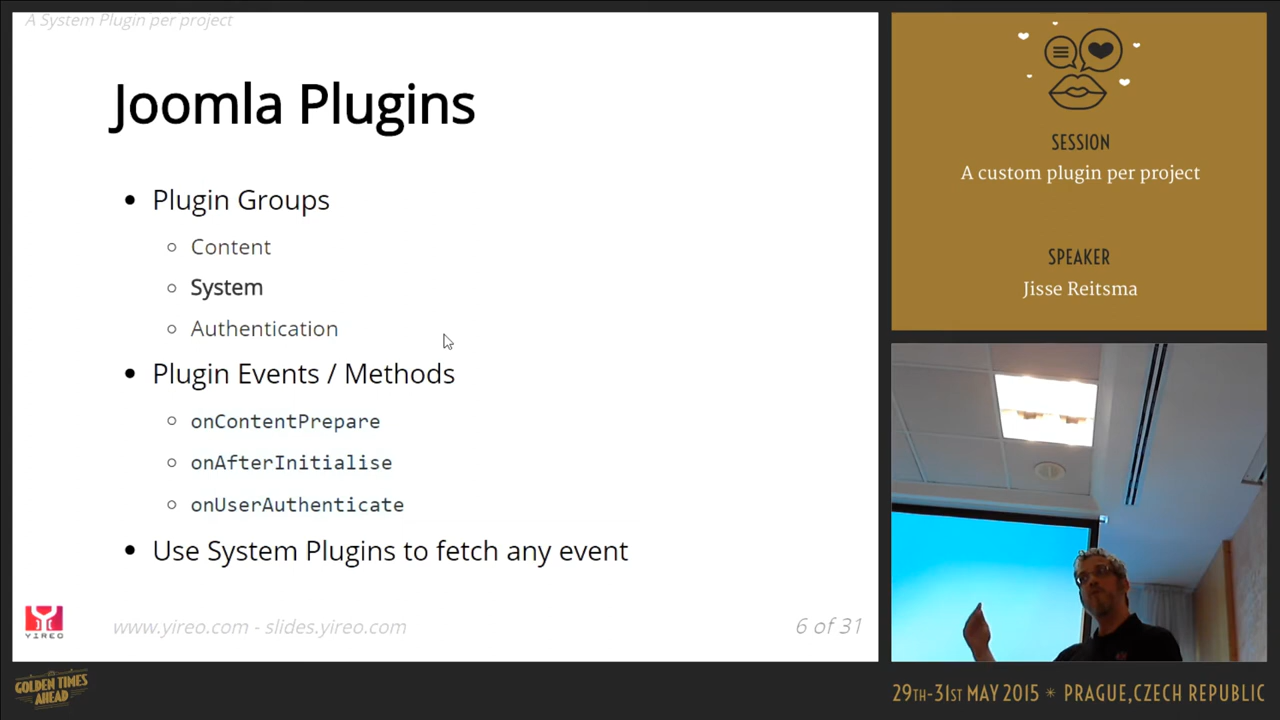 A System Plugin per project
Joomla Plugins
Plugin Groups
Content
System
Authentication
Plugin Events / Methods
onContentPrepare
onAfterInitialise
onUserAuthenticate
Use System Plugins to fetch any event
YIREO
www.yireo.com - slides.yireo.com
6 of 31
SESSION
A custom plugin per project
SPEAKER
Jisse Reitsma
GOLDEN TIMES
AHEAD
29TH-31ST MAY 2015 * PRAGUE,CZECH REPUBLIC